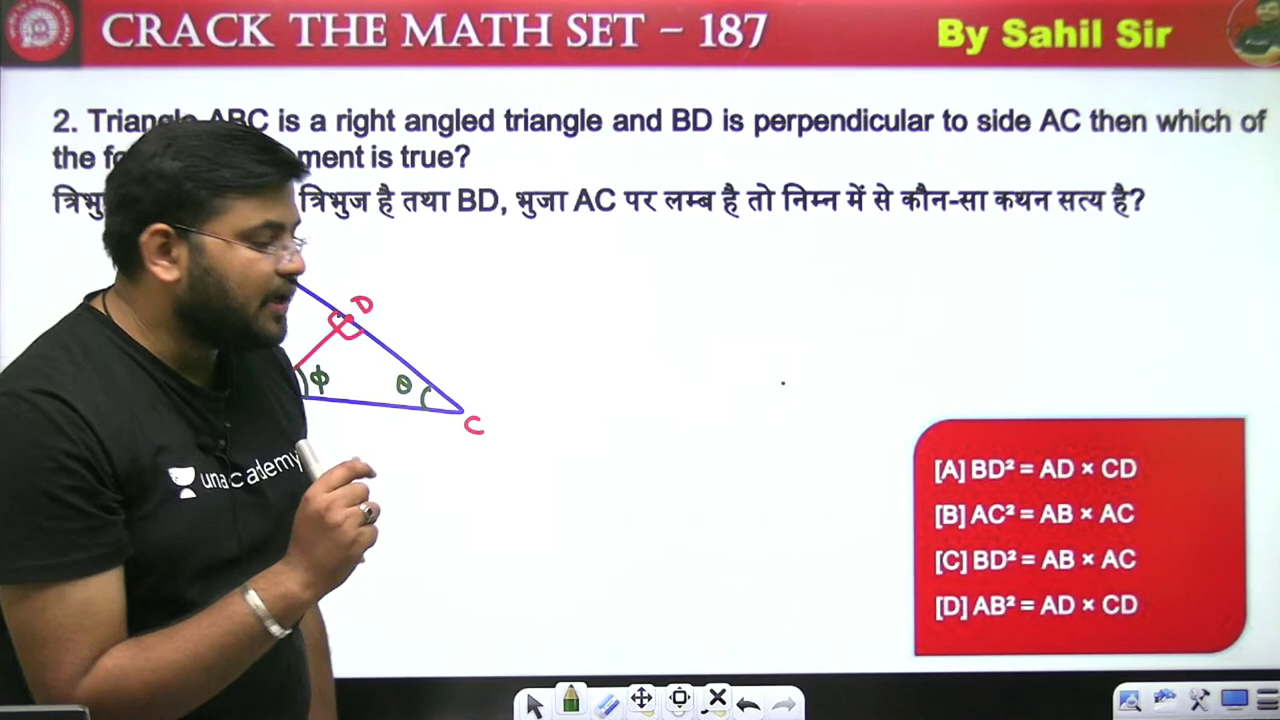 CRACK THE MATH SET – 187
By Sahil Sir
2. Triangle ABC is a right angled triangle and BD is perpendicular to side AC then which of
the ment is true?
त्रिभुज है तथा BD, भुजा AC पर लम्ब है तो निम्न में से कौन-सा कथन सत्य है?
D
φ θ
C
unacademy
[A] BD² = AD × CD
[B] AC² = AB × AC
[C] BD² = AB × AC
[D] AB² = AD × CD